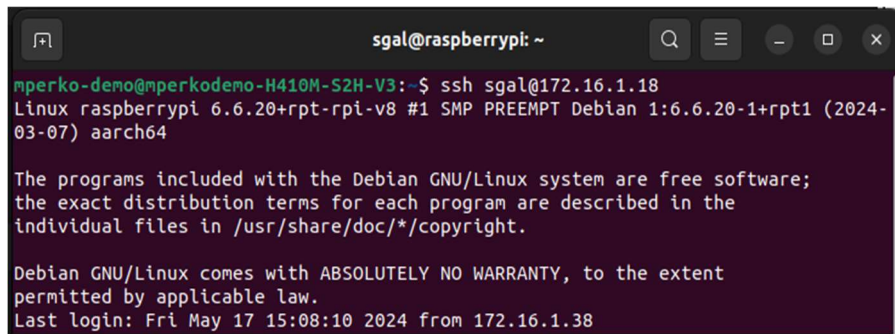 sgal@raspberrypi: ~
mperko-demo@mperkodemo-H410M-S2H-V3:~$ ssh sgal@172.16.1.18
Linux raspberrypi 6.6.20+rpt-rpi-v8 #1 SMP PREEMPT Debian 1:6.6.20-1+rpt1 (2024-
03-07) aarch64
The programs included with the Debian GNU/Linux system are free software;
the exact distribution terms for each program are described in the
individual files in /usr/share/doc/*/copyright.
Debian GNU/Linux comes with ABSOLUTELY NO WARRANTY, to the extent
permitted by applicable law.
Last login: Fri May 17 15:08:10 2024 from 172.16.1.38